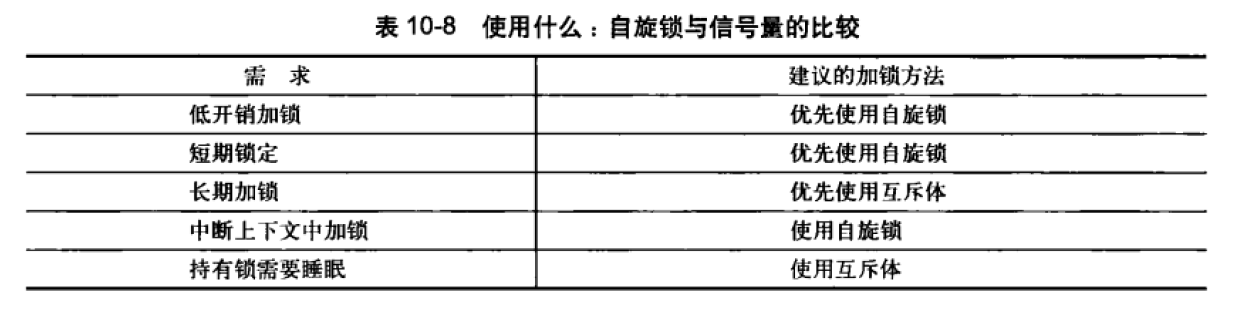 表 10-8 使用什么：自旋锁与信号量的比较
需 求 建议的加锁方法
低开销加锁 优先使用自旋锁
短期锁定 优先使用自旋锁
长期加锁 优先使用互斥体
中断上下文中加锁 使用自旋锁
持有锁需要睡眠 使用互斥体